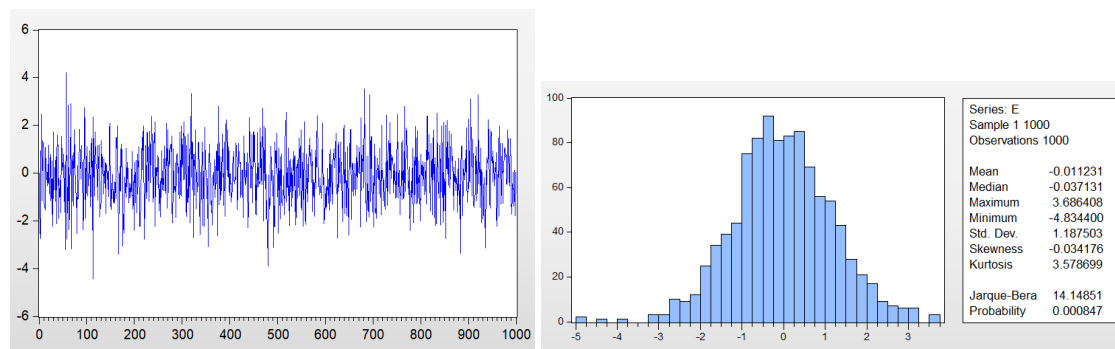 6
4
2
0
-2
-4
-6
0 100 200 300 400 500 600 700 800 900 1000
100
80
60
40
20
0
-5 -4 -3 -2 -1 0 1 2 3
Series: E
Sample 1 1000
Observations 1000
Mean -0.011231
Median -0.037131
Maximum 3.686408
Minimum -4.834400
Std. Dev. 1.187503
Skewness -0.034176
Kurtosis 3.578699
Jarque-Bera 14.14851
Probability 0.000847